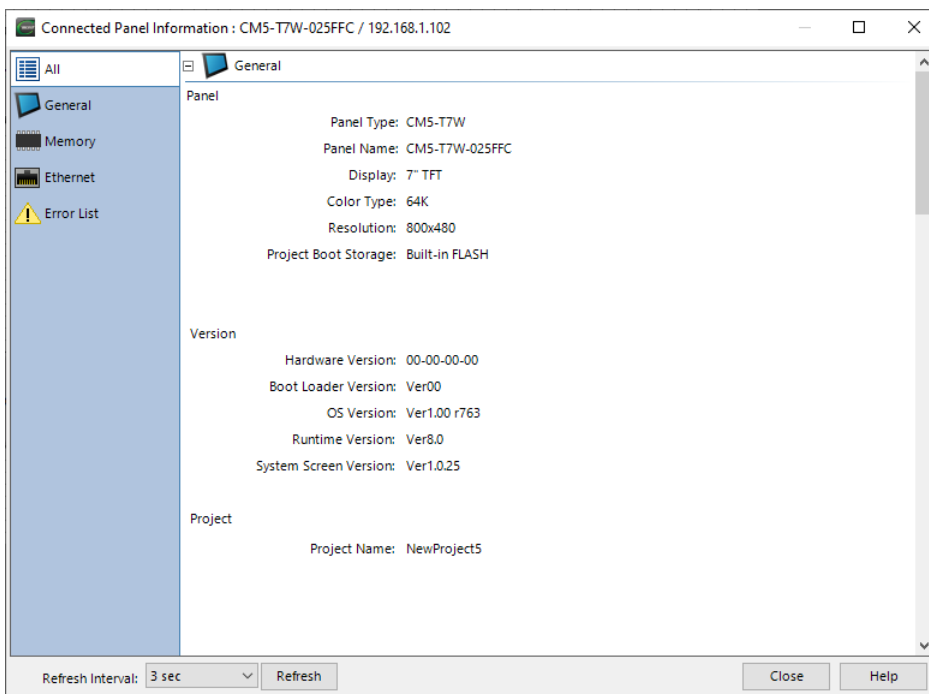 Connected Panel Information : CM5-T7W-025FFC / 192.168.1.102
All
General
Memory
Ethernet
Error List
General
Panel
Panel Type: CM5-T7W
Panel Name: CM5-T7W-025FFC
Display: 7" TFT
Color Type: 64K
Resolution: 800x480
Project Boot Storage: Built-in FLASH
Version
Hardware Version: 00-00-00-00
Boot Loader Version: Ver00
OS Version: Ver1.00 r763
Runtime Version: Ver8.0
System Screen Version: Ver1.0.25
Project
Project Name: NewProject5
Refresh Interval: 3 sec Refresh Close Help